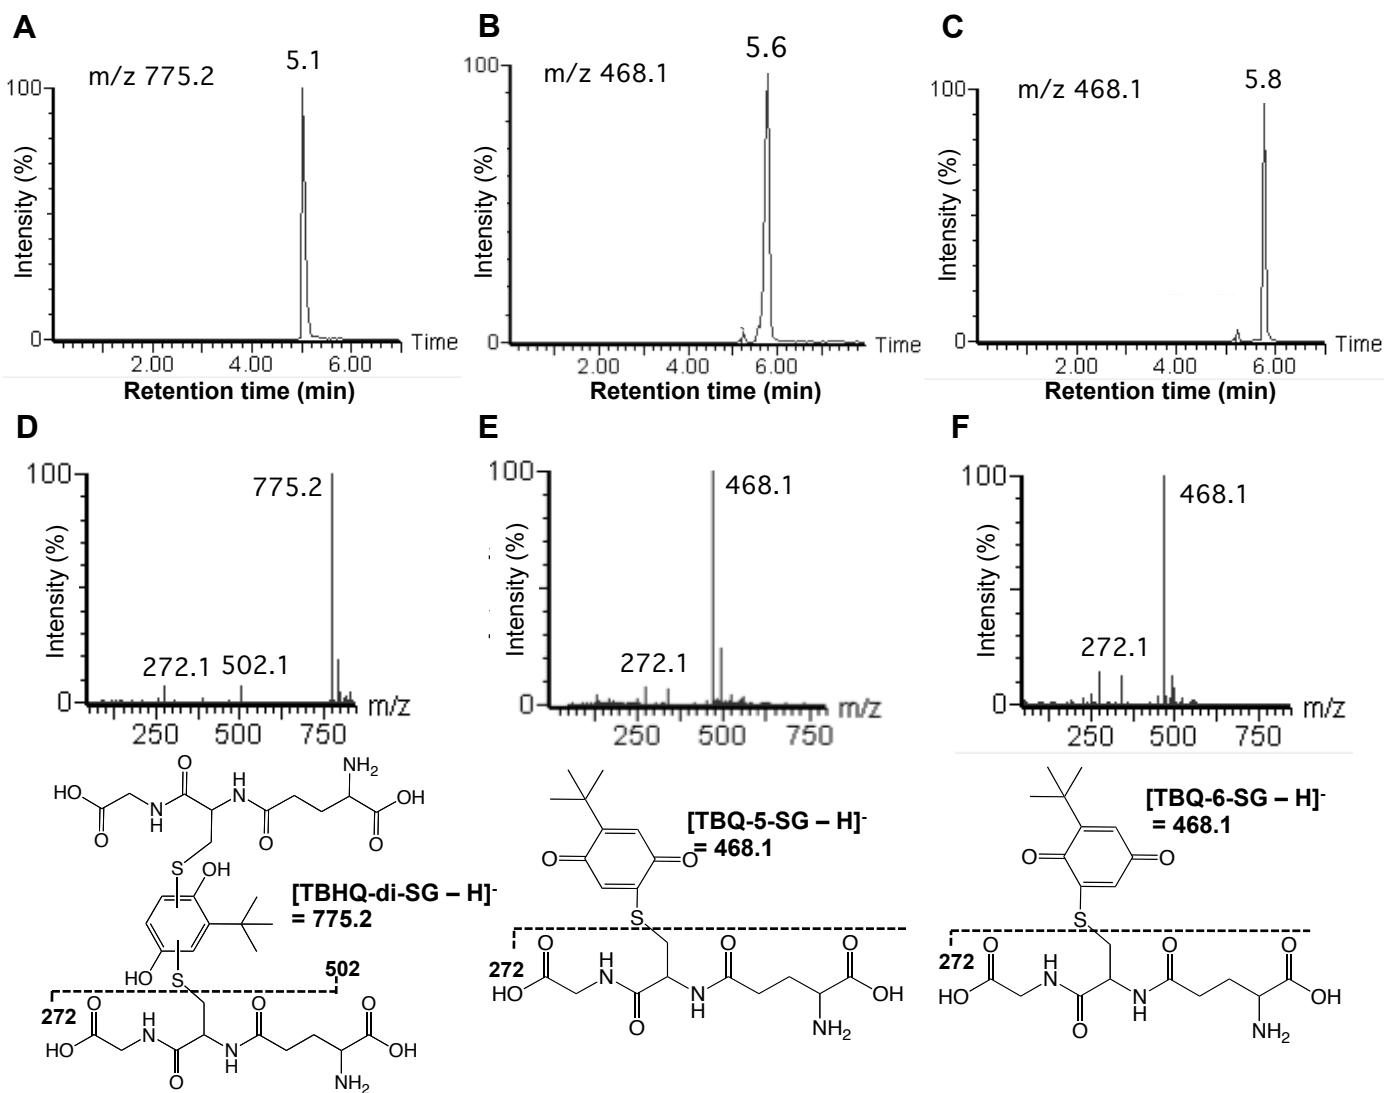 A
m/z 775.2
5.1
100
0
Intensity (%)
2.00 4.00 6.00
Time
Retention time (min)
B
m/z 468.1
5.6
100
0
Intensity (%)
2.00 4.00 6.00
Time
Retention time (min)
C
m/z 468.1
5.8
100
0
Intensity (%)
2.00 4.00 6.00
Time
Retention time (min)
D
100
0
Intensity (%)
775.2
272.1 502.1
250 500 750
m/z
E
100
0
Intensity (%)
468.1
272.1
250 500 750
m/z
F
100
0
Intensity (%)
468.1
272.1
250 500 750
m/z
O NH2
HO H
N OH
NH
O O O
S
OH
[TBHQ-di-SG – H]-
= 775.2
HO
S
502
272
O O O
H
N
HO N OH
H
O NH2
[TBQ-5-SG – H]-
= 468.1
O O
S
272
O O O
H
N
HO N OH
H
O NH2
[TBQ-6-SG – H]-
= 468.1
O O
S
272
O O O
H
N
HO N OH
H
O NH2